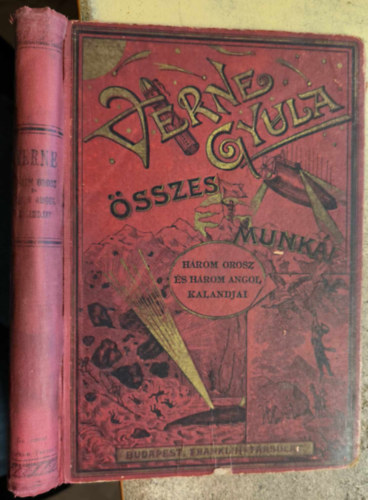 VERNE
GYULA
ÖSSZES
MUNKÁI
HÁROM OROSZ
ÉS HÁROM ANGOL
KALANDJAI
BUDAPEST, FRANKLIN-TÁRSULAT
VERNE